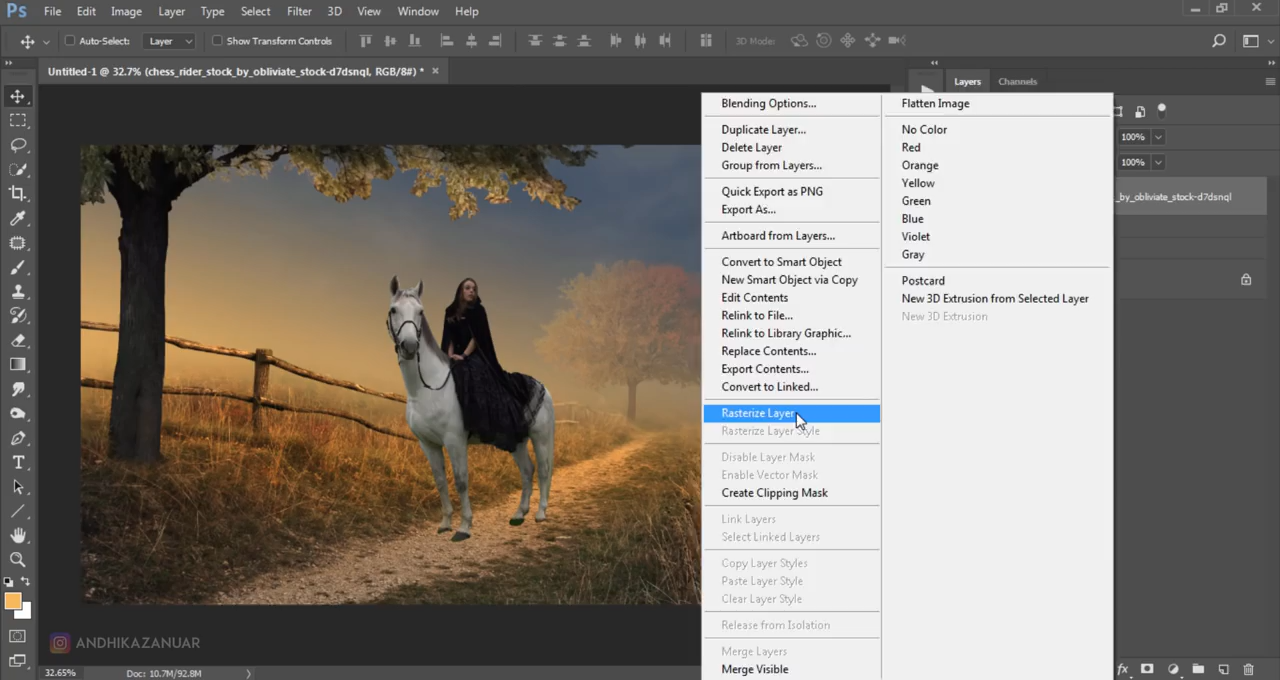 Ps File Edit Image Layer Type Select Filter 3D View Window Help
Auto-Select: Layer Show Transform Controls 3D Mode:
Untitled-1 @ 32.7% (chess_rider_stock_by_obliviate_stock-d7dsnql, RGB/8#) * ×
Layers Channels
Blending Options...
Duplicate Layer...
Delete Layer
Group from Layers...
Quick Export as PNG
Export As...
Artboard from Layers...
Convert to Smart Object
New Smart Object via Copy
Edit Contents
Relink to File...
Relink to Library Graphic...
Replace Contents...
Export Contents...
Convert to Linked...
Rasterize Layer
Rasterize Layer Style
Disable Layer Mask
Enable Vector Mask
Create Clipping Mask
Link Layers
Select Linked Layers
Copy Layer Styles
Paste Layer Style
Clear Layer Style
Release from Isolation
Merge Layers
Merge Visible
Flatten Image
No Color
Red
Orange
Yellow
Green
Blue
Violet
Gray
Postcard
New 3D Extrusion from Selected Layer
New 3D Extrusion
100%
100%
_by_obliviate_stock-d7dsnql
fx
ANDHIKAZANUAR
32.65% Doc: 10.7M/92.8M